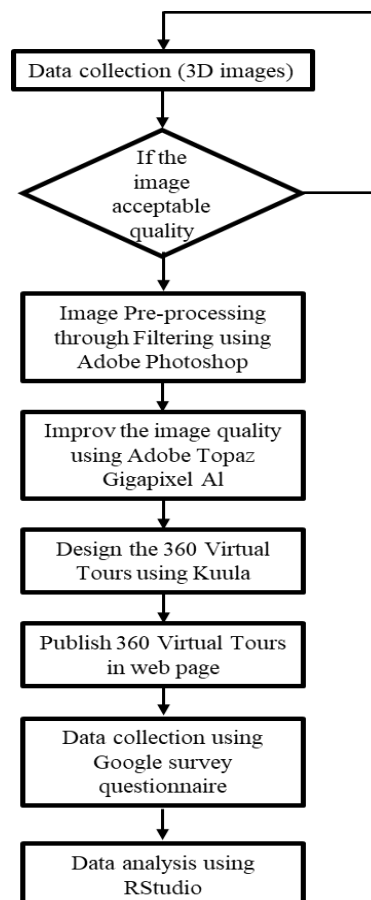 Data collection (3D images)
If the
image
acceptable
quality
Image Pre-processing
through Filtering using
Adobe Photoshop
Improv the image quality
using Adobe Topaz
Gigapixel Al
Design the 360 Virtual
Tours using Kuula
Publish 360 Virtual Tours
in web page
Data collection using
Google survey
questionnaire
Data analysis using
RStudio